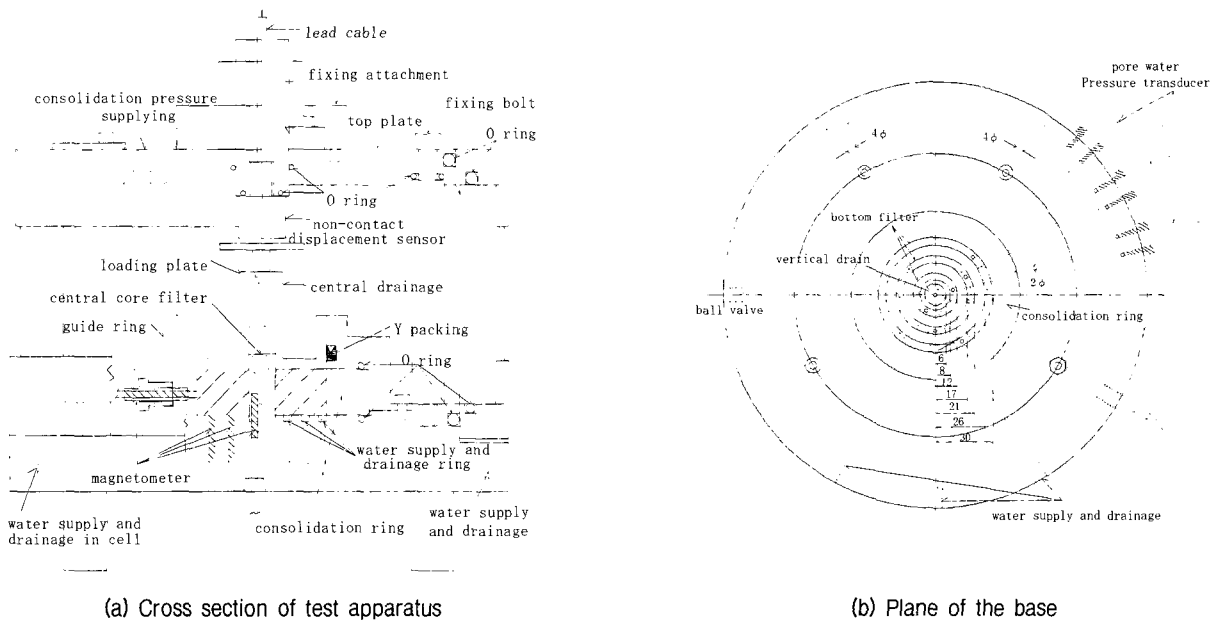 lead cable
fixing attachment
consolidation pressure
supplying
fixing bolt
top plate
O ring
O ring
non-contact
displacement sensor
loading plate
central drainage
central core filter
guide ring
Y packing
O ring
magnetometer
water supply and
drainage ring
water supply and
drainage in cell
consolidation ring
water supply
and drainage
(a) Cross section of test apparatus
pore water
Pressure transducer
4φ
4φ
bottom filter
vertical drain
2φ
ball valve
consolidation ring
6
8
12
17
21
26
30
water supply and drainage
(b) Plane of the base